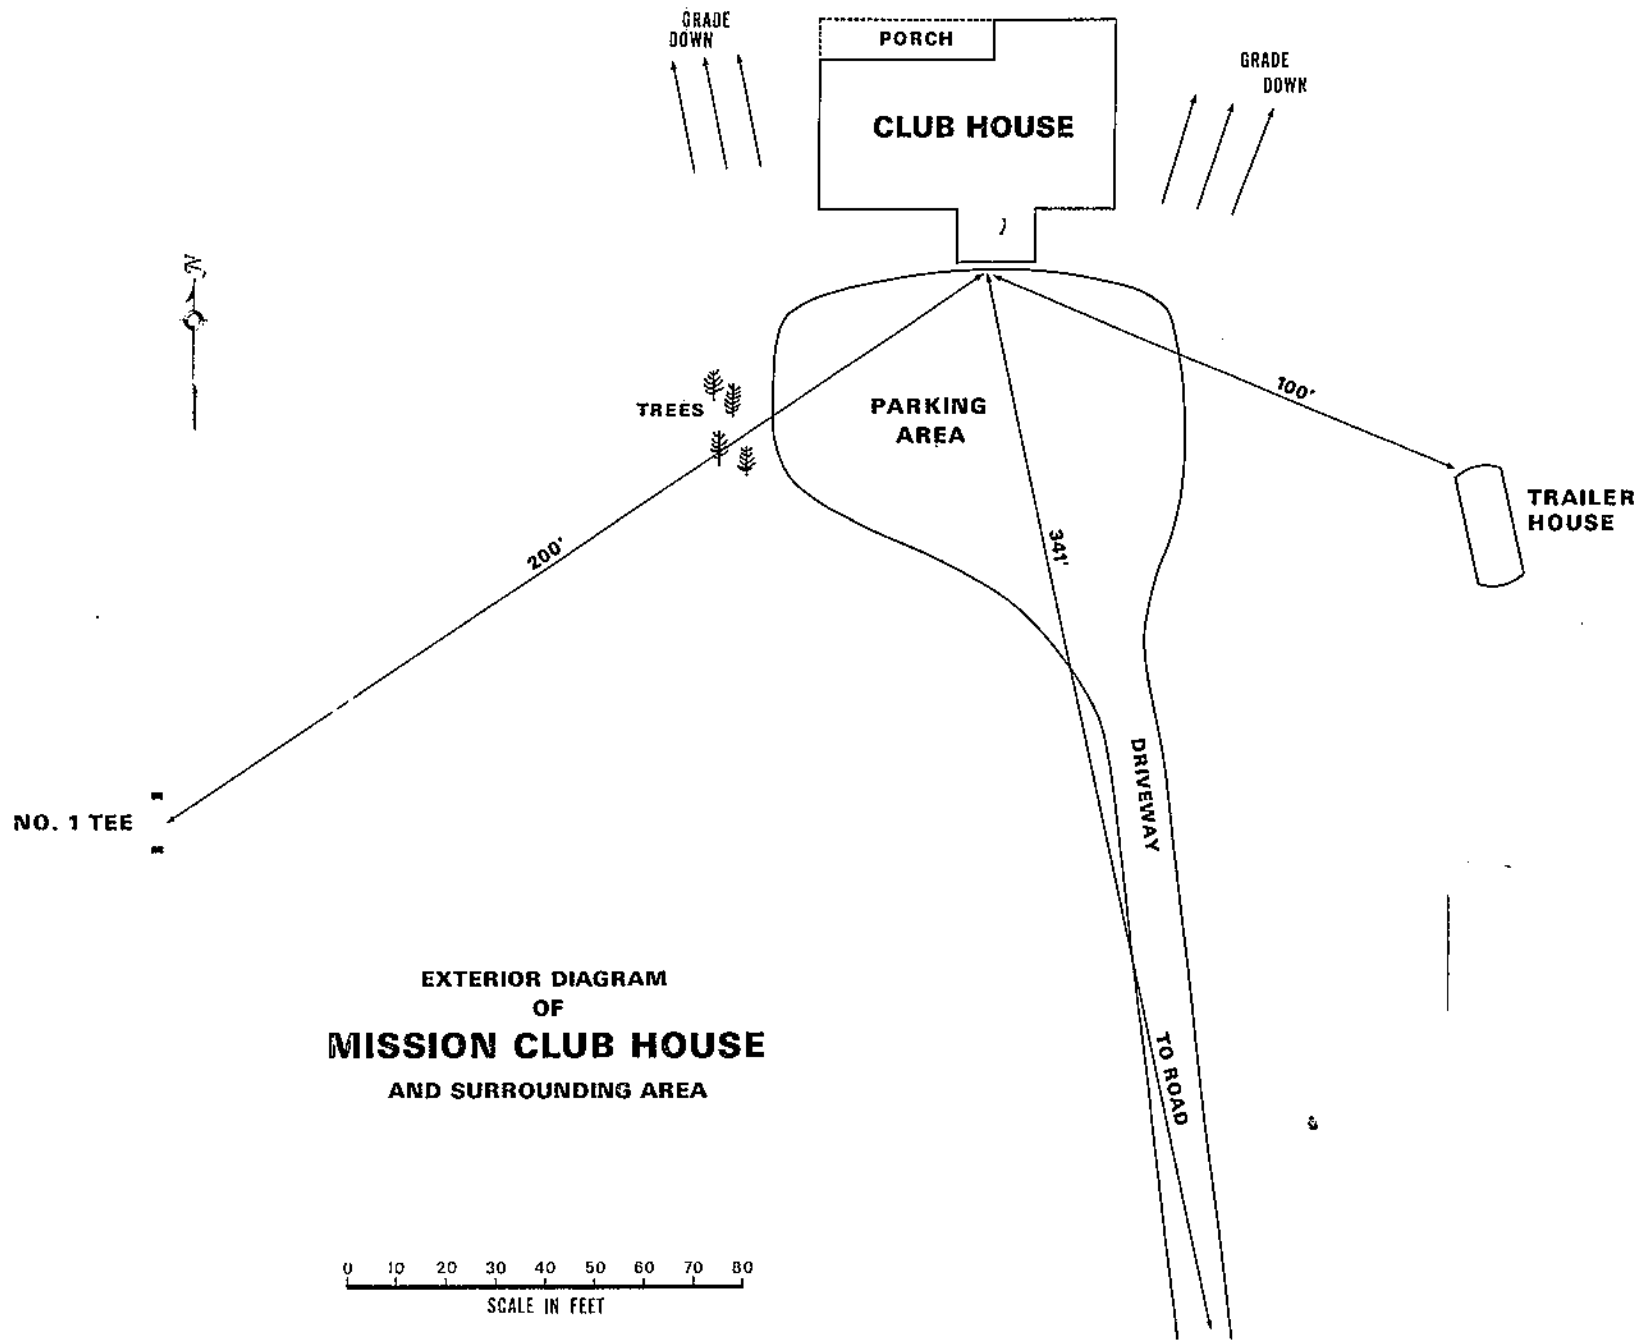 GRADE
DOWN
PORCH
GRADE
DOWN
CLUB HOUSE
N
TREES
PARKING
AREA
100'
TRAILER
HOUSE
200'
341'
DRIVEWAY
NO. 1 TEE
EXTERIOR DIAGRAM
OF
MISSION CLUB HOUSE
AND SURROUNDING AREA
TO ROAD
0 10 20 30 40 50 60 70 80
SCALE IN FEET